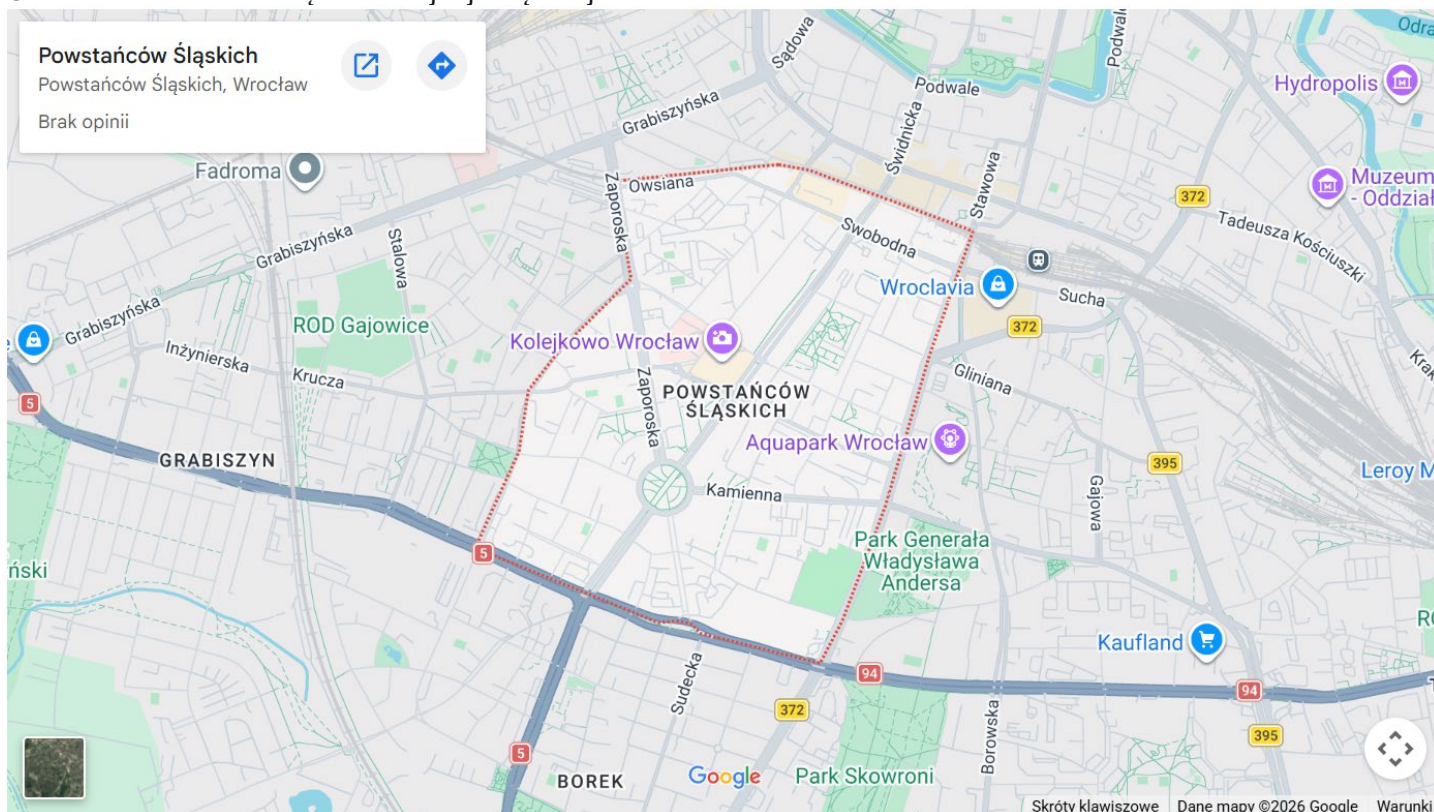 Powstańców Śląskich
Powstańców Śląskich, Wrocław
Brak opinii
Sądowa
Podwale
Podwale
Odra
Hydropolis
Grabiszyńska
Świdnicka
Fadroma
Owsiana
Stawowa
Muzeum
- Oddział
372
Zaporoska
Tadeusza Kościuszki
Stalowa
Grabiszyńska
Swobodna
Wroclavia
Sucha
Grabiszyńska
ROD Gajowice
372
Kolejkowo Wrocław
Inżynierska
Krucza
Gliniana
Zaporoska
POWSTAŃCÓW
ŚLĄSKICH
5
Aquapark Wrocław
GRABISZYN
395
Leroy M
Kamienna
Gajowa
5
Park Generała
Władysława
Andersa
ński
Kaufland
Sudecka
94
94
372
Borowska
395
5
BOREK
Google
Park Skowroni
Skróty klawiszowe
Dane mapy ©2026 Google
Warunki